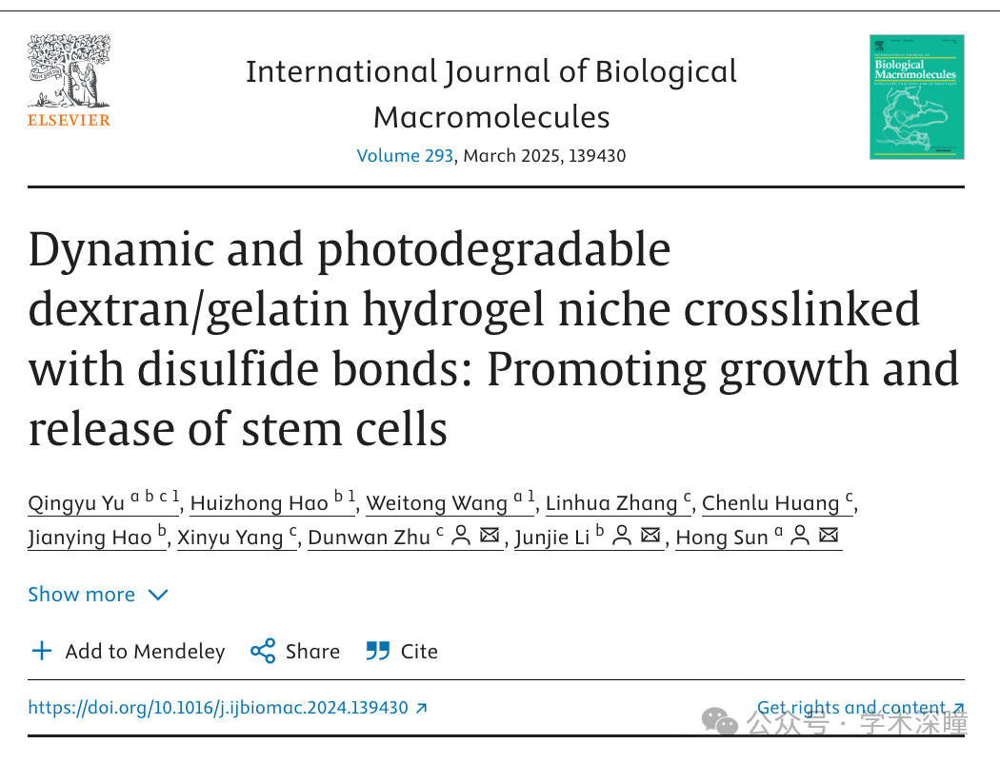 ELSEVIER
International Journal of Biological
Macromolecules
Volume 293, March 2025, 139430
Biological
Macromolecules
Dynamic and photodegradable
dextran/gelatin hydrogel niche crosslinked
with disulfide bonds: Promoting growth and
release of stem cells
Qingyu Yu a b c 1, Huizhong Hao b 1, Weitong Wang a 1, Linhua Zhang c, Chenlu Huang c,
Jianying Hao b, Xinyu Yang c, Dunwan Zhu c, Junjie Li b, Hong Sun a
Show more
Add to Mendeley Share Cite
https://doi.org/10.1016/j.ijbiomac.2024.139430 Get rights and content
公众号 · 学术深瞳